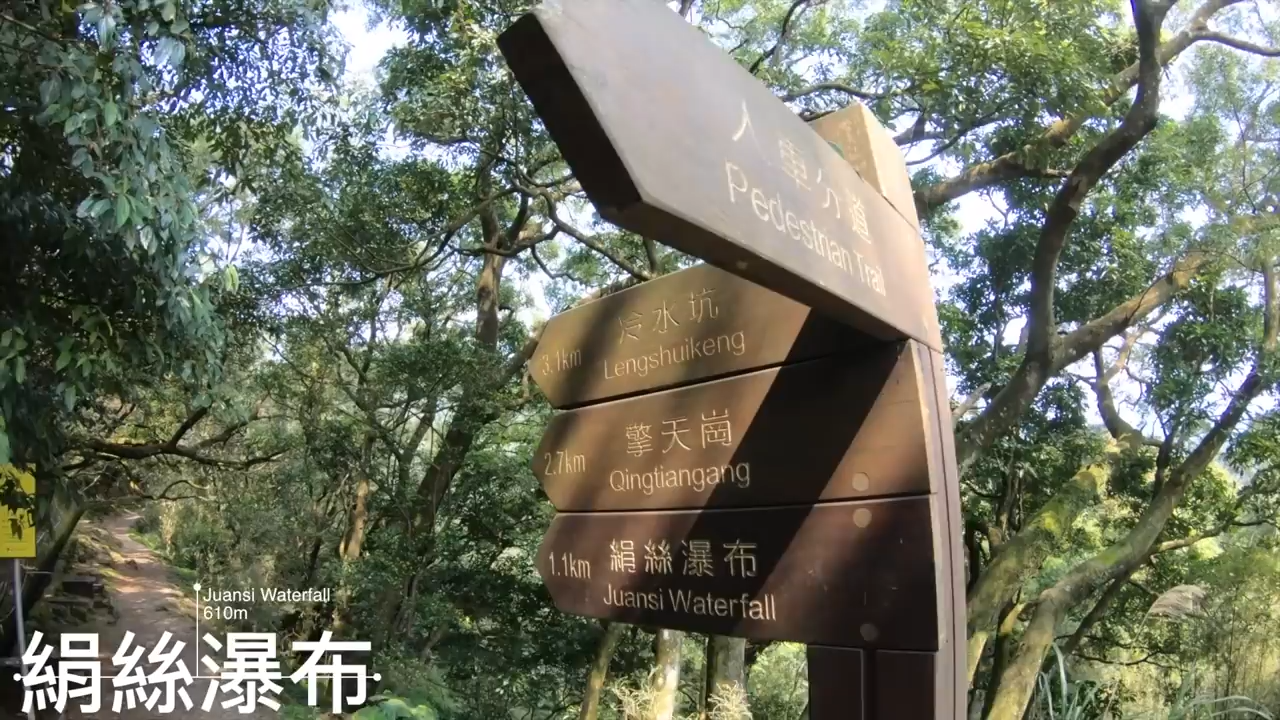 人車分道
Pedestrian Trail
冷水坑
3.1km Lengshuikeng
擎天崗
2.7km Qingtiangang
絹絲瀑布
1.1km Juansi Waterfall
Juansi Waterfall
610m
絹絲瀑布